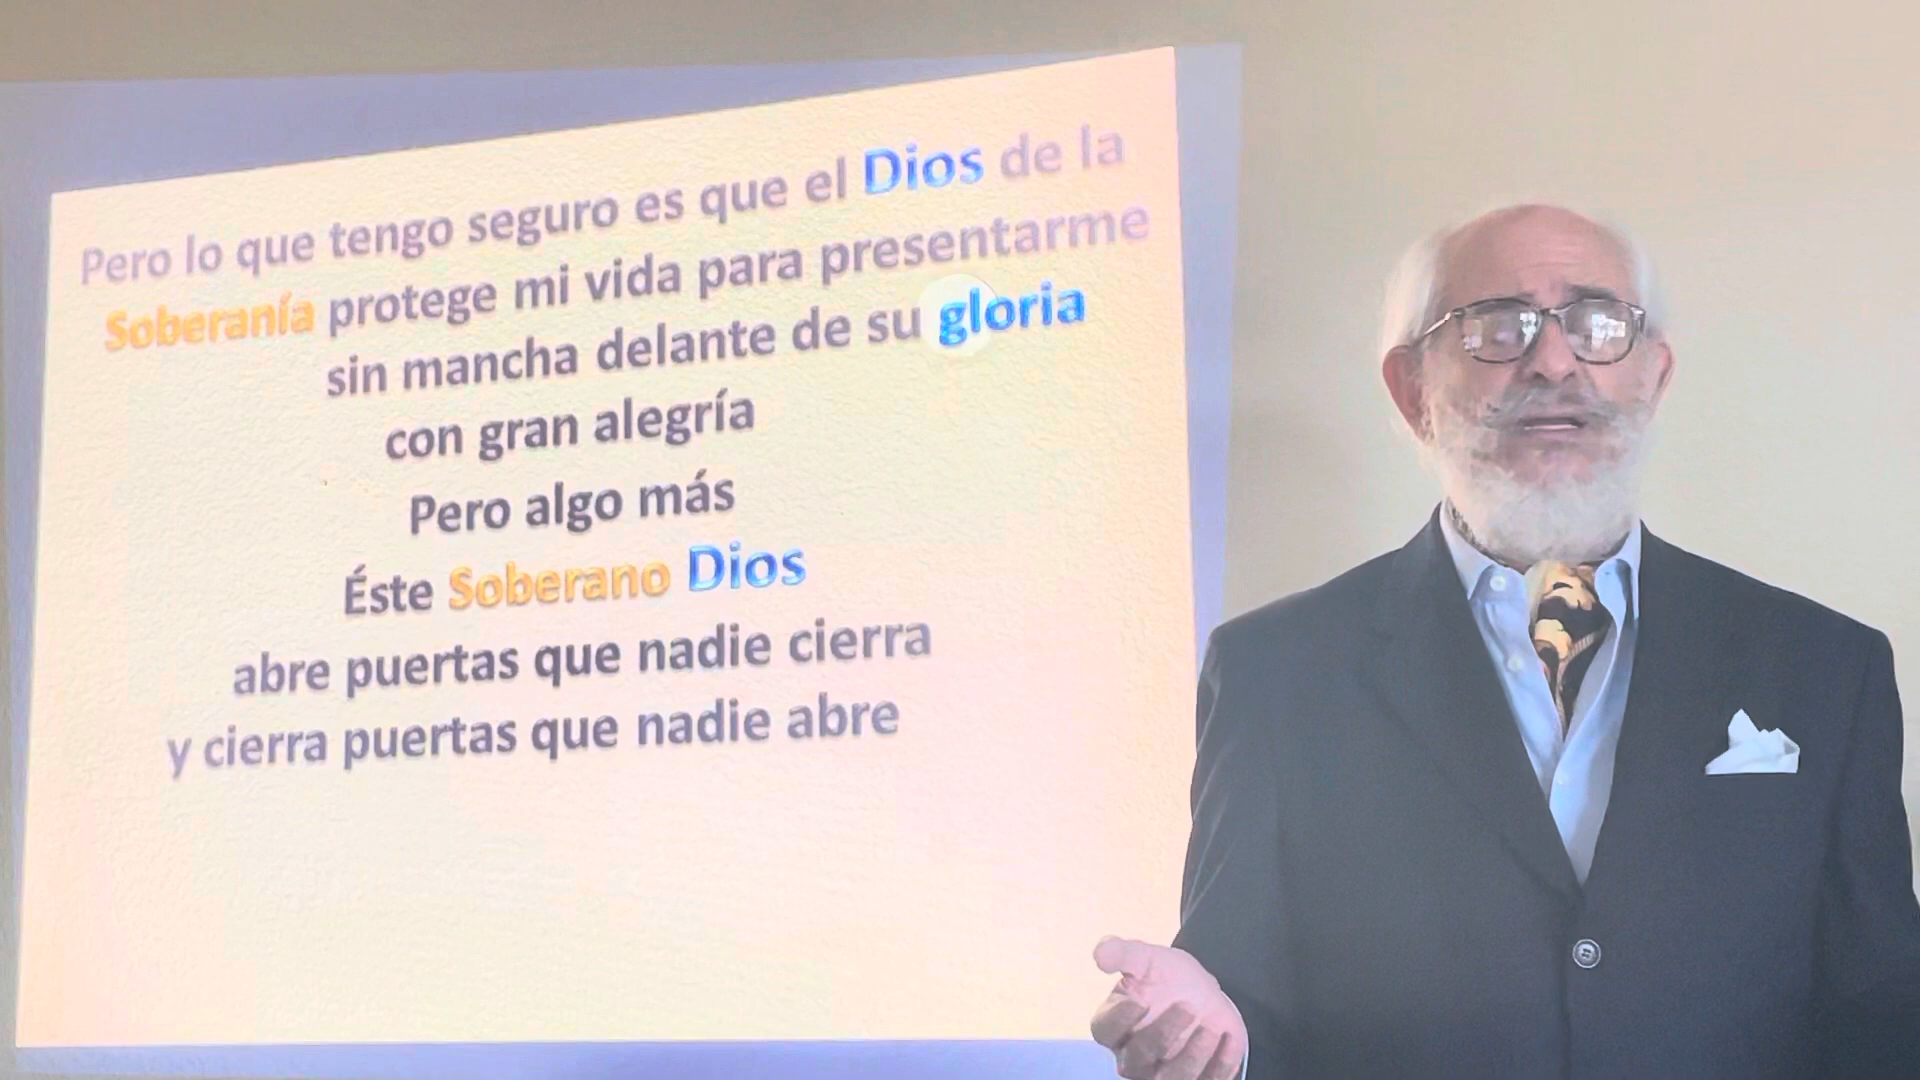 Pero lo que tengo seguro es que el Dios de la
Soberanía protege mi vida para presentarme
sin mancha delante de su gloria
con gran alegría
Pero algo más
Éste Soberano Dios
abre puertas que nadie cierra
y cierra puertas que nadie abre